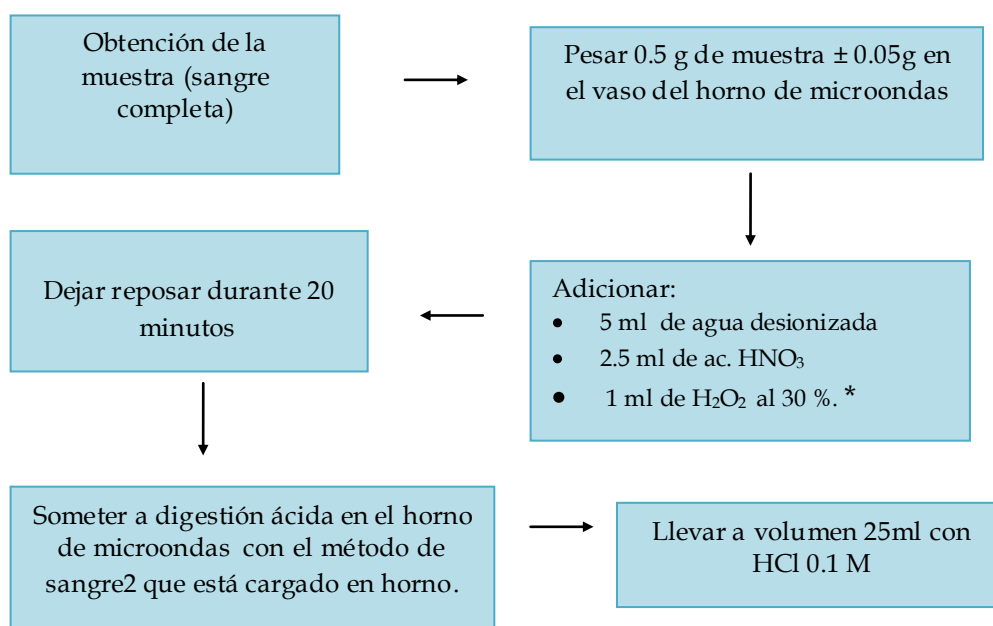 Obtención de la
muestra (sangre
completa)
Pesar 0.5 g de muestra ± 0.05g en
el vaso del horno de microondas
Adicionar:
• 5 ml de agua desionizada
• 2.5 ml de ac. HNO₃
• 1 ml de H₂O₂ al 30 %. *
Dejar reposar durante 20
minutos
Someter a digestión ácida en el horno
de microondas con el método de
sangre2 que está cargado en horno.
Llevar a volumen 25ml con
HCl 0.1 M